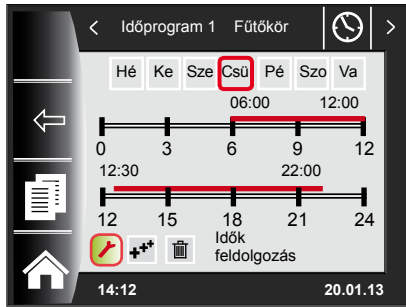 < Időprogram 1 Fűtőkör >
Hé Ke Sze Csü Pé Szo Va
06:00 12:00
0 3 6 9 12
12:30 22:00
12 15 18 21 24
Idők
feldolgozás
14:12 20.01.13